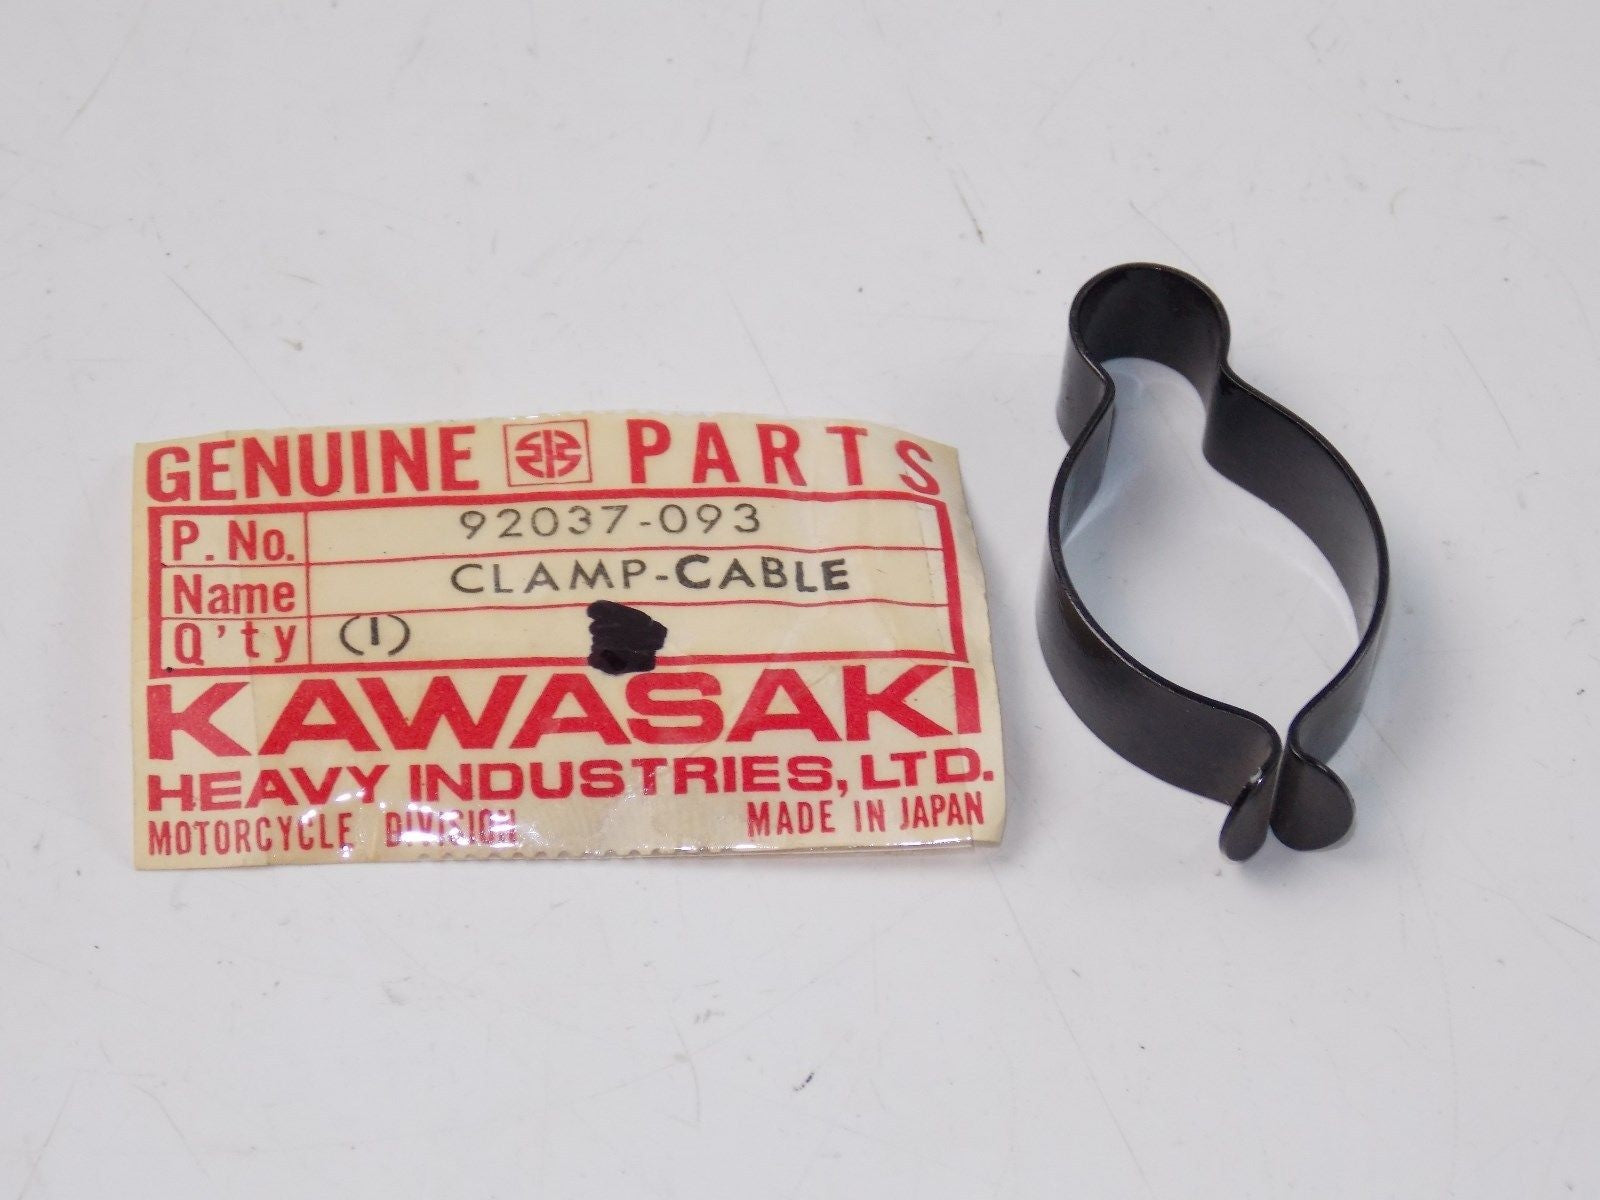 GENUINE PARTS
P. No. 92037-093
Name CLAMP-CABLE
Q'ty (1)
KAWASAKI
HEAVY INDUSTRIES, LTD.
MOTORCYCLE DIVISION MADE IN JAPAN